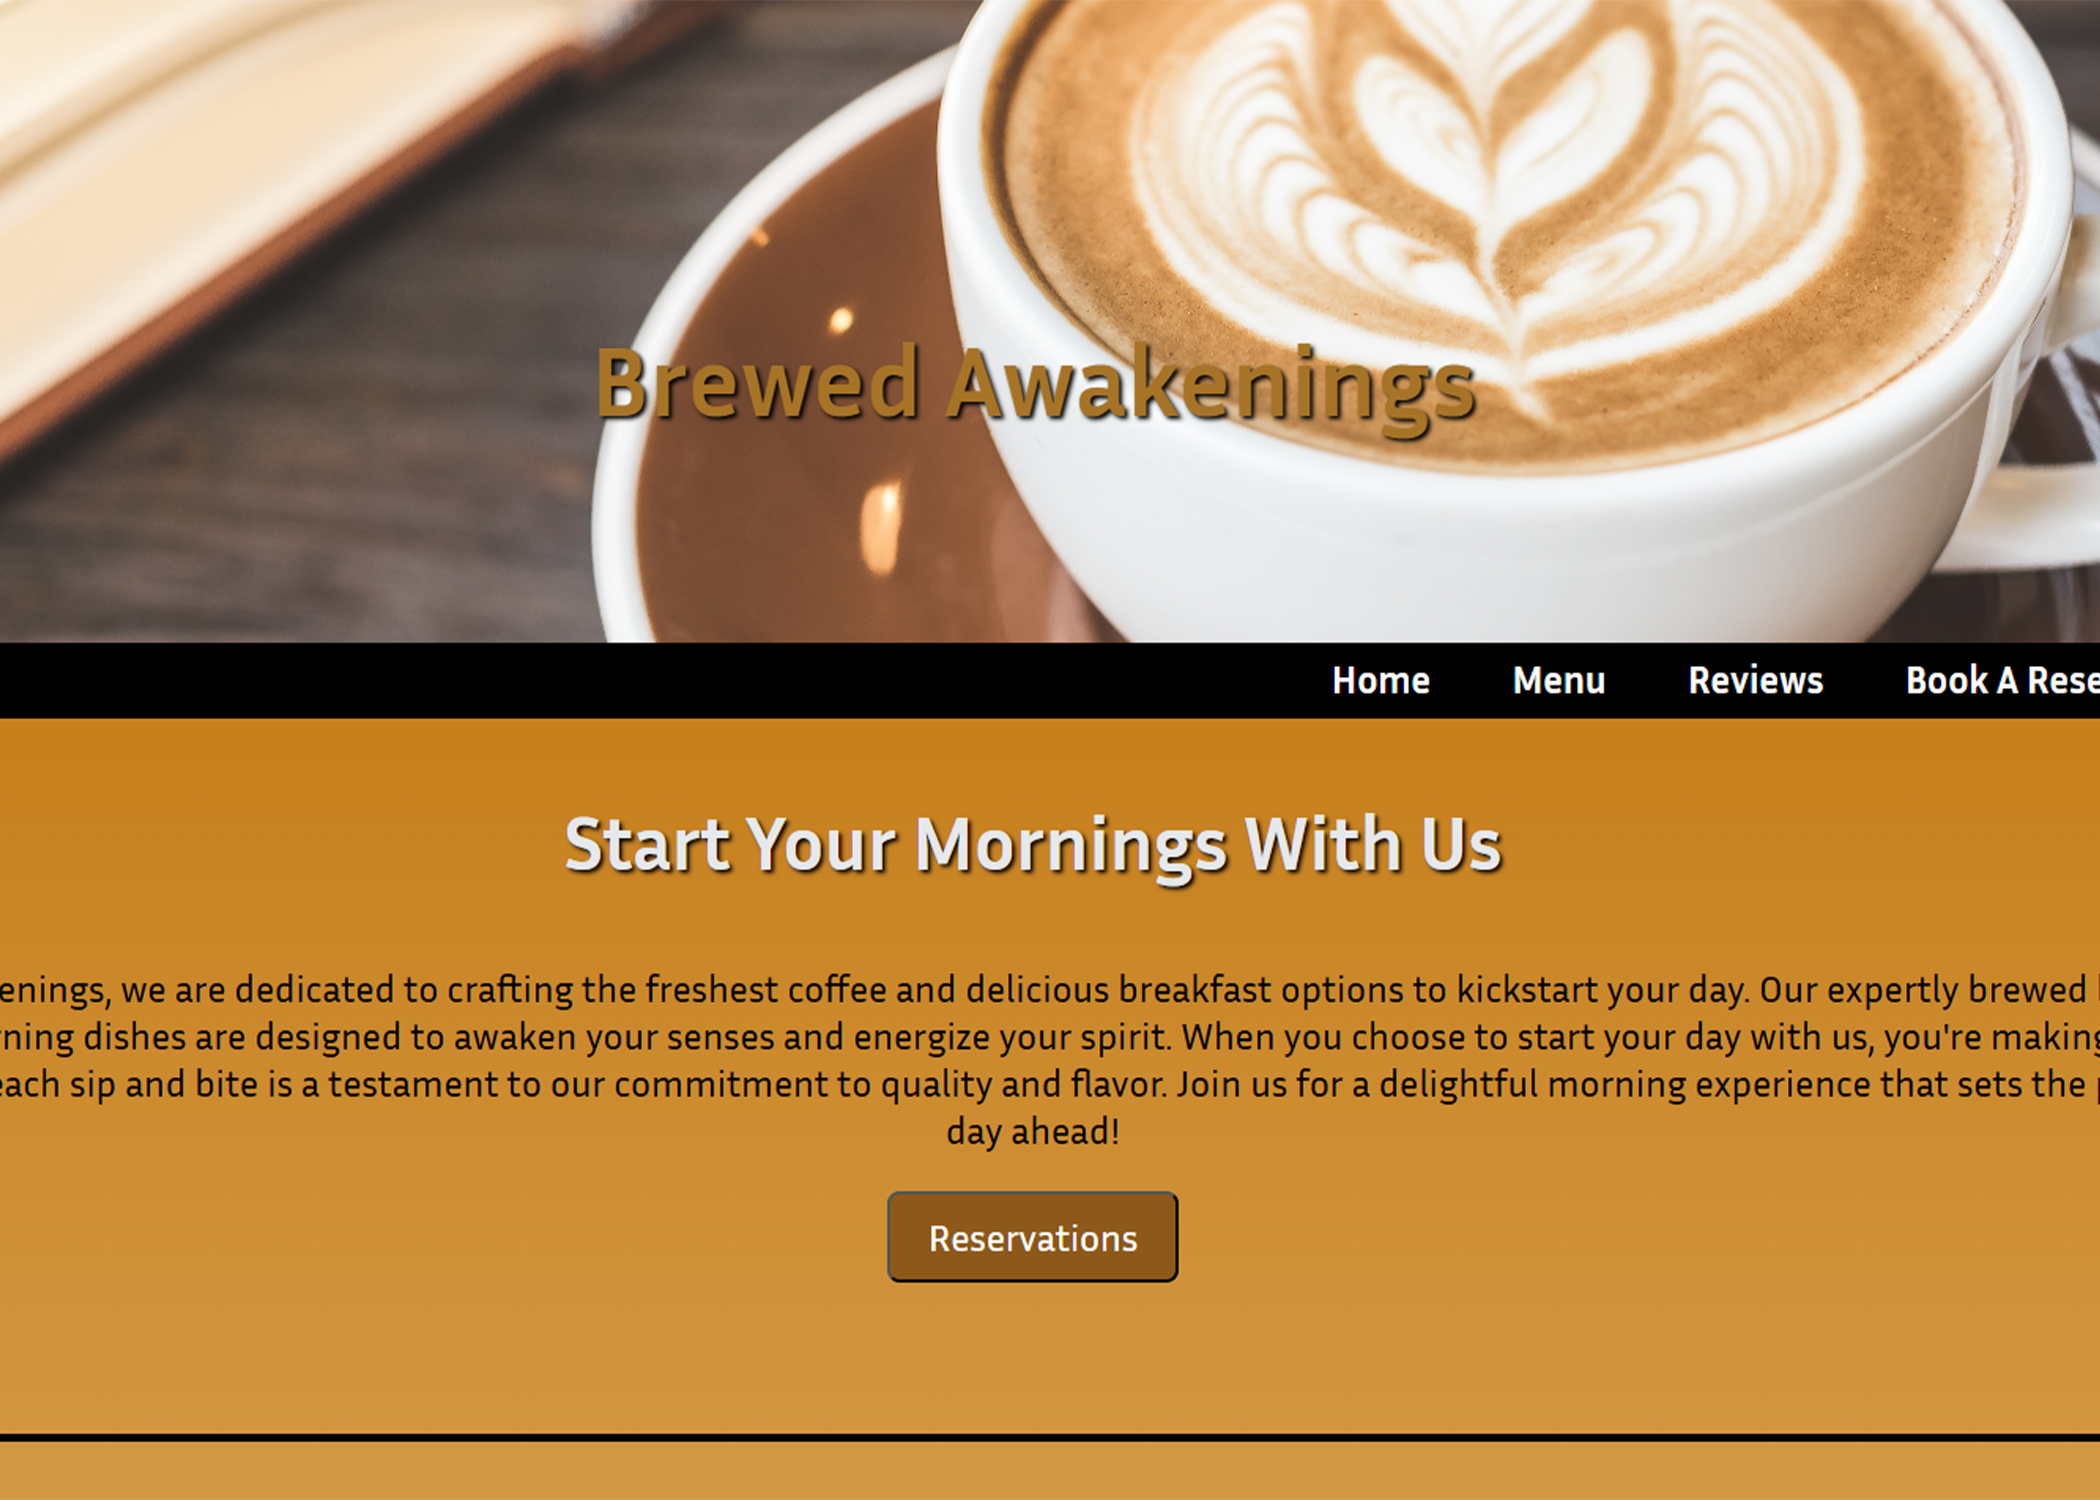 Brewed Awakenings
Home Menu Reviews Book A Rese
Start Your Mornings With Us
enings, we are dedicated to crafting the freshest coffee and delicious breakfast options to kickstart your day. Our expertly brewed
rning dishes are designed to awaken your senses and energize your spirit. When you choose to start your day with us, you're making
each sip and bite is a testament to our commitment to quality and flavor. Join us for a delightful morning experience that sets the
day ahead!
Reservations